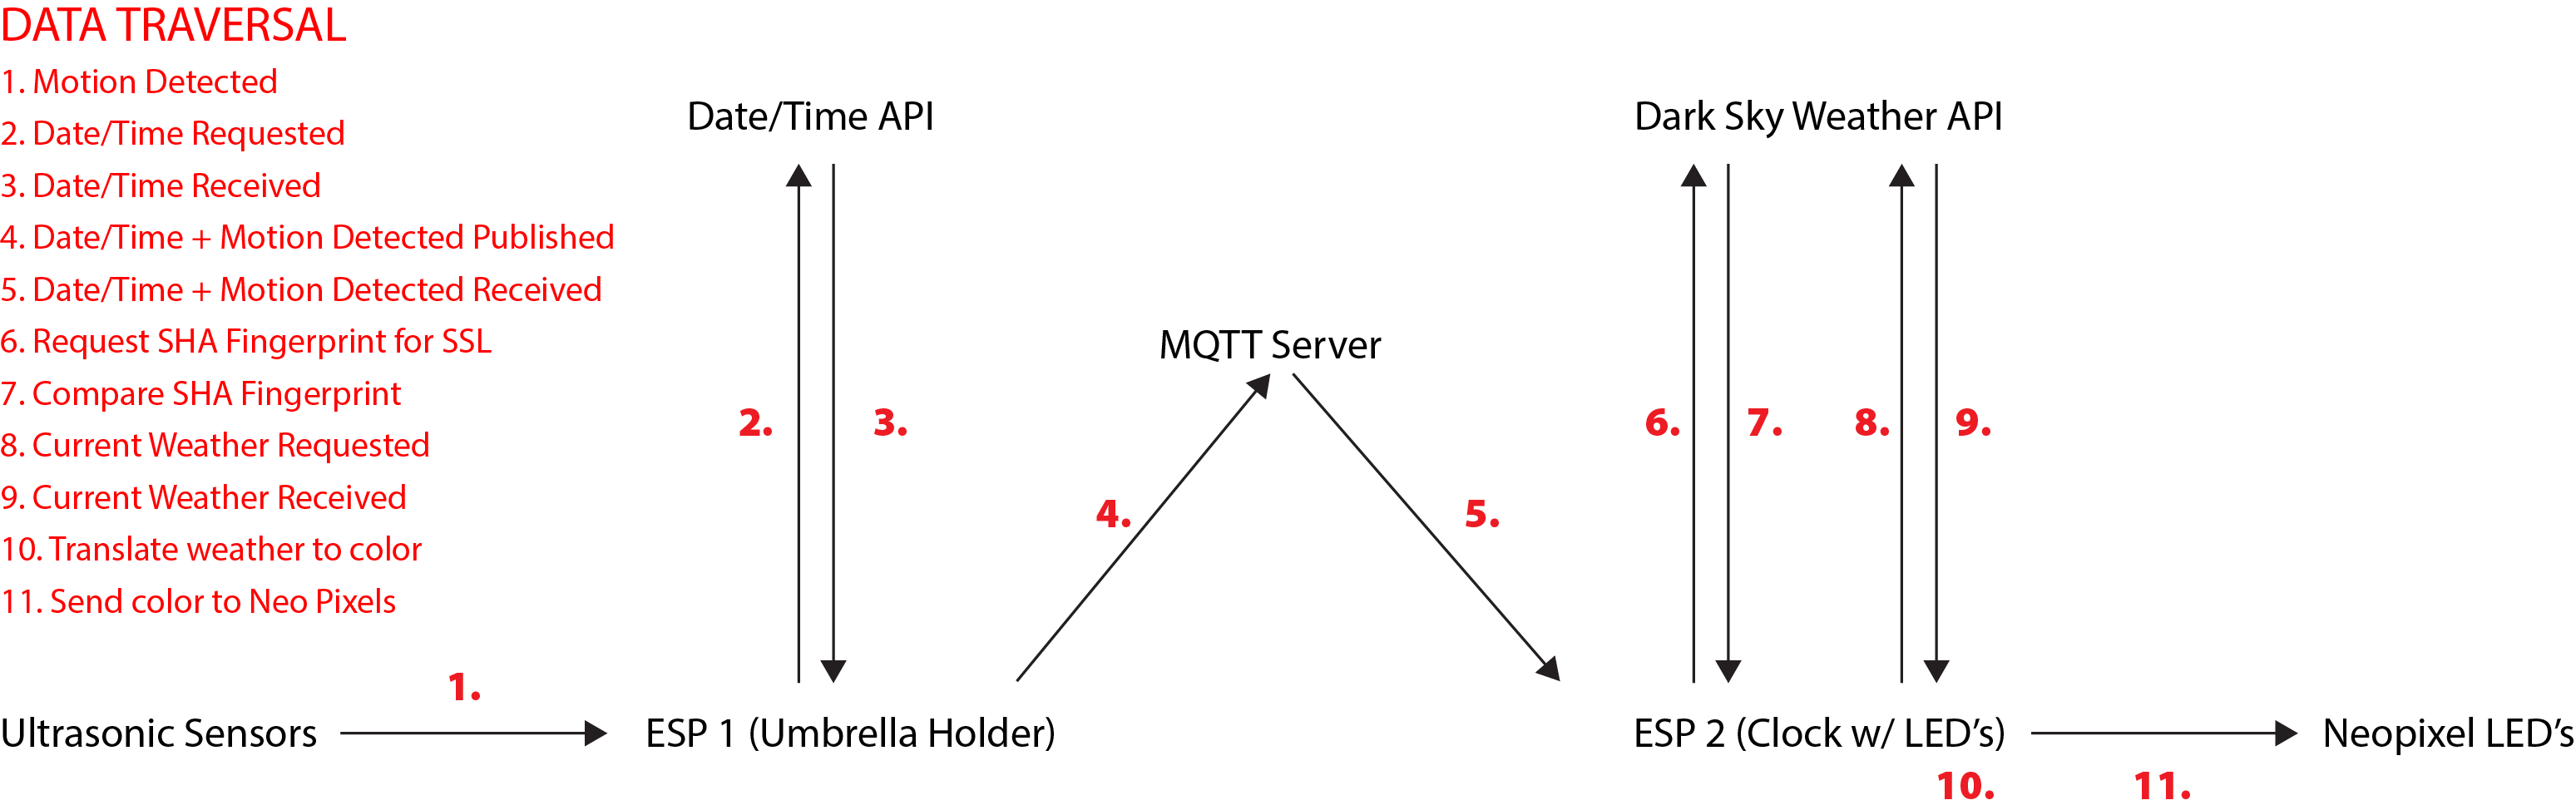 DATA TRAVERSAL
1. Motion Detected
2. Date/Time Requested
3. Date/Time Received
4. Date/Time + Motion Detected Published
5. Date/Time + Motion Detected Received
6. Request SHA Fingerprint for SSL
7. Compare SHA Fingerprint
8. Current Weather Requested
9. Current Weather Received
10. Translate weather to color
11. Send color to Neo Pixels
Date/Time API
Dark Sky Weather API
MQTT Server
2.
3.
6.
7.
8.
9.
4.
5.
1.
Ultrasonic Sensors
ESP 1 (Umbrella Holder)
ESP 2 (Clock w/ LED’s)
Neopixel LED’s
10.
11.